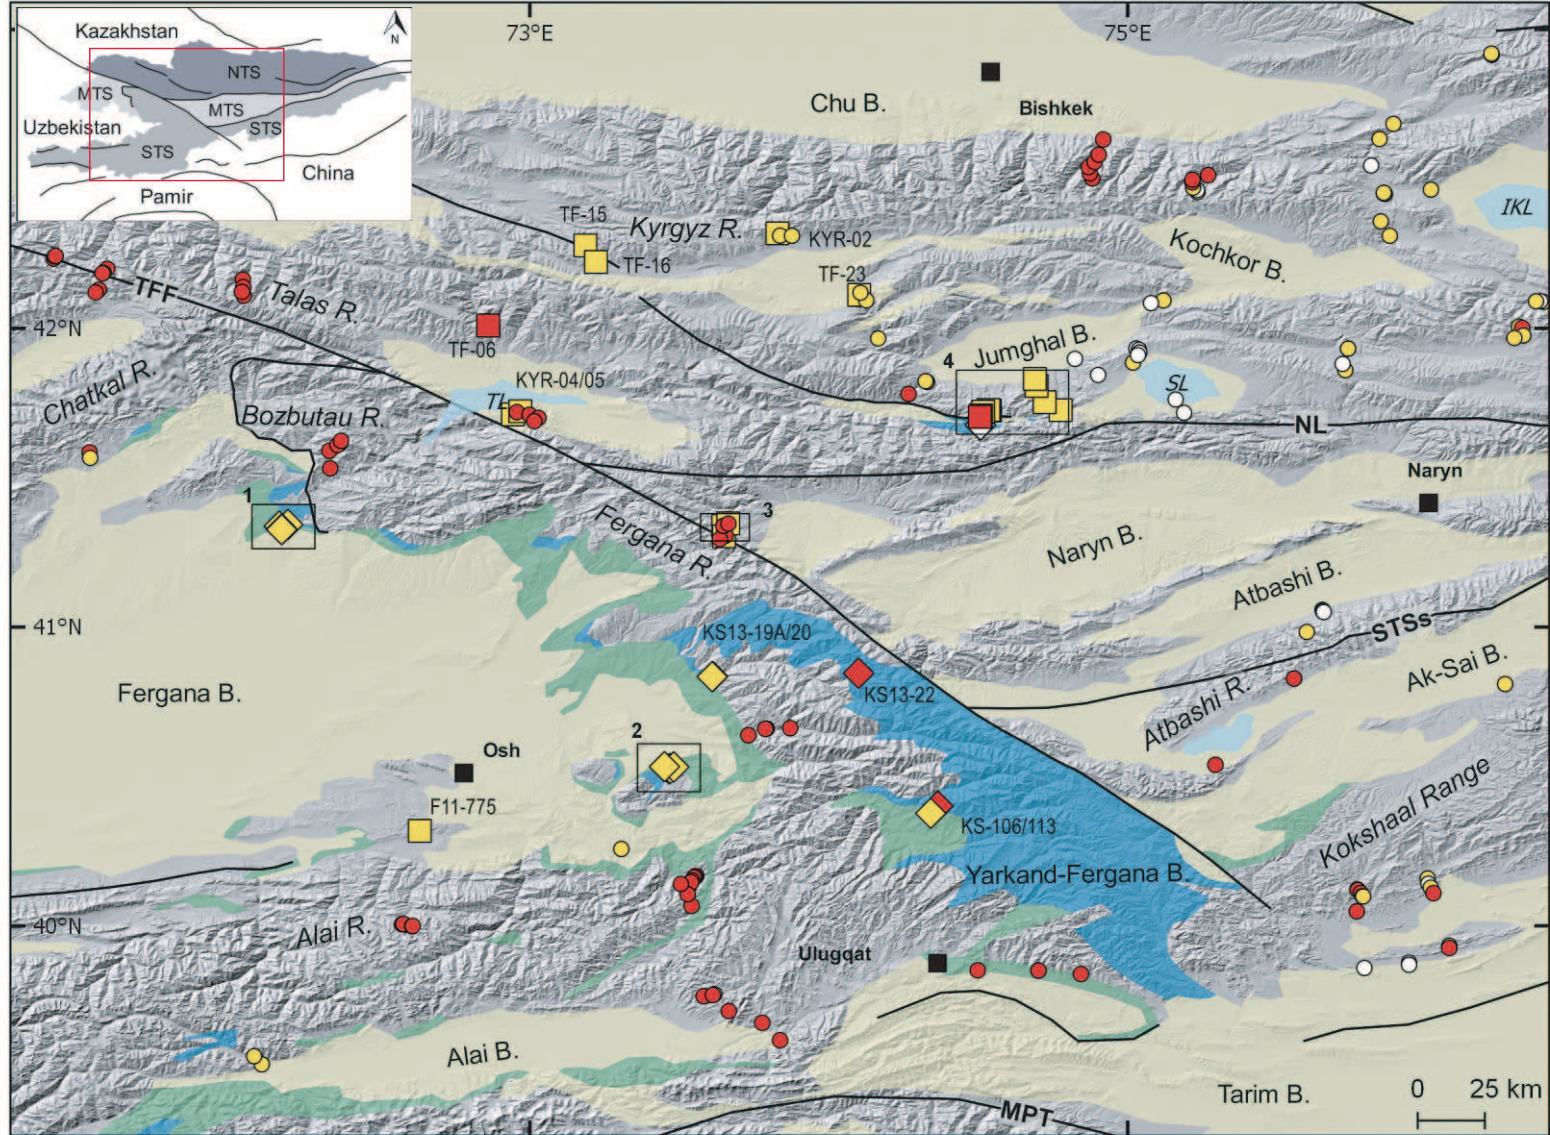 Kazakhstan
N
NTS
MTS
MTS
Uzbekistan
STS
STS
China
Pamir
73°E
75°E
Chu B.
Bishkek
IKL
TF-15
Kyrgyz R.
KYR-02
TF-16
Kochkor B.
TFF
Talas R.
TF-23
42°N
TF-06
Jumghal B.
4
Chatkal R.
KYR-04/05
TL
SL
Bozbutau R.
NL
Naryn
1
3
Fergana R.
Naryn B.
Atbashi B.
41°N
KS13-19A/20
STSs
Fergana B.
KS13-22
Ak-Sai B.
Atbashi R.
2
Osh
F11-775
KS-106/113
Kokshaal Range
Yarkand-Fergana B.
40°N
Alai R.
Ulugqat
Alai B.
Tarim B.
0 25 km
MPT